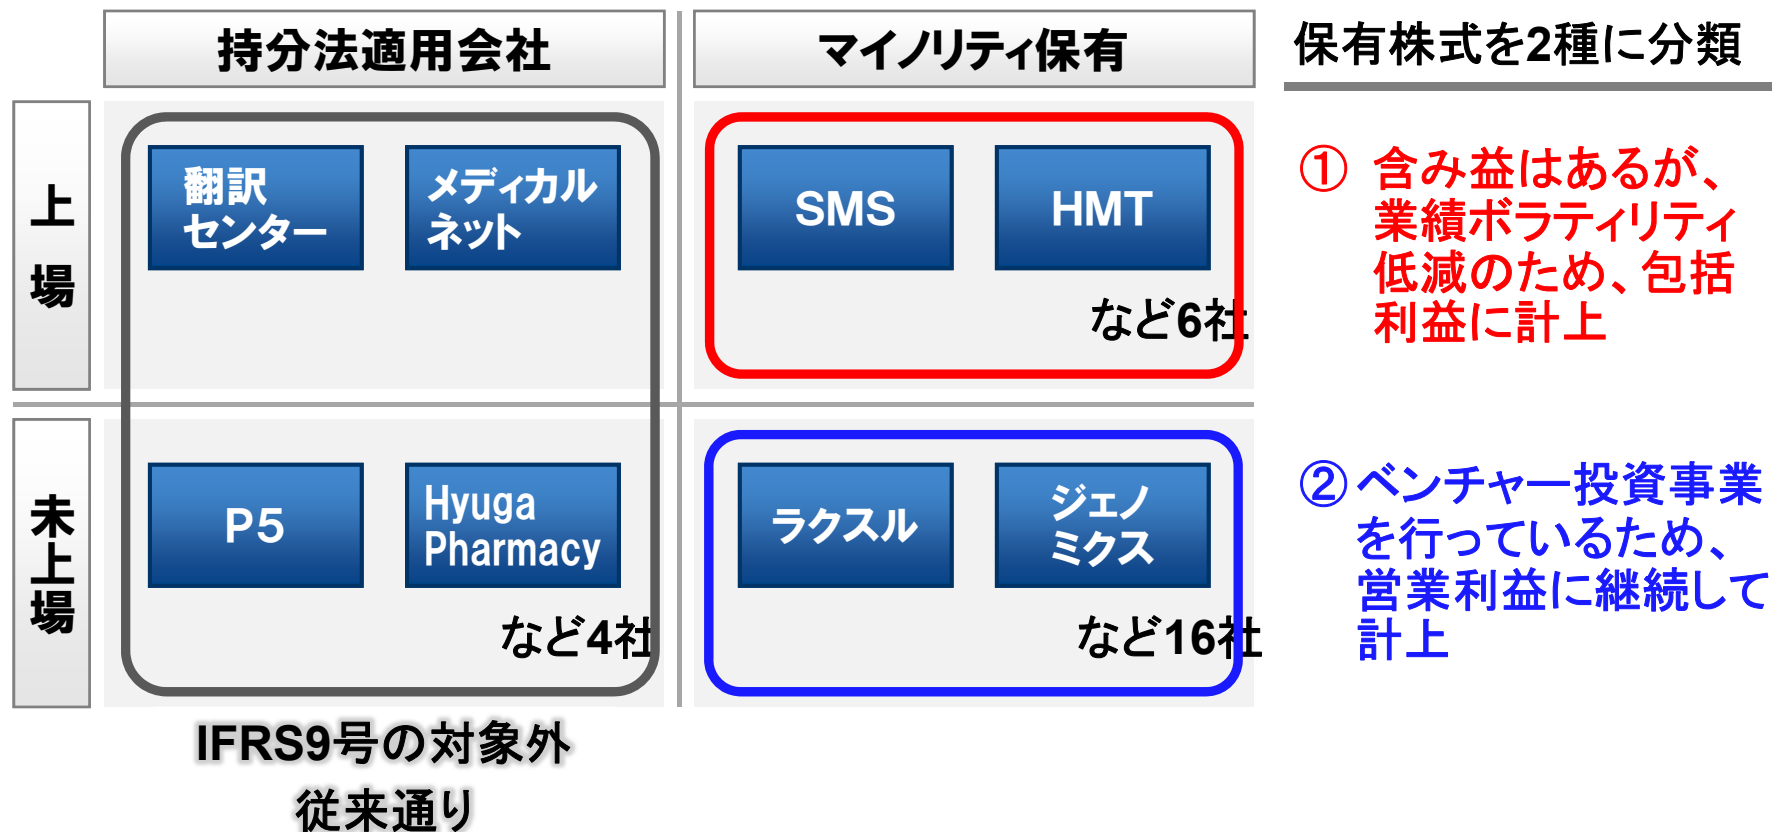 持分法適用会社
マイノリティ保有
保有株式を2種に分類
上場
翻訳
センター
メディカル
ネット
SMS
HMT
など6社
① 含み益はあるが、
業績ボラティリティ
低減のため、包括
利益に計上
未上場
P5
Hyuga
Pharmacy
など4社
ラクスル
ジェノ
ミクス
など16社
②ベンチャー投資事業
を行っているため、
営業利益に継続して
計上
IFRS9号の対象外
従来通り